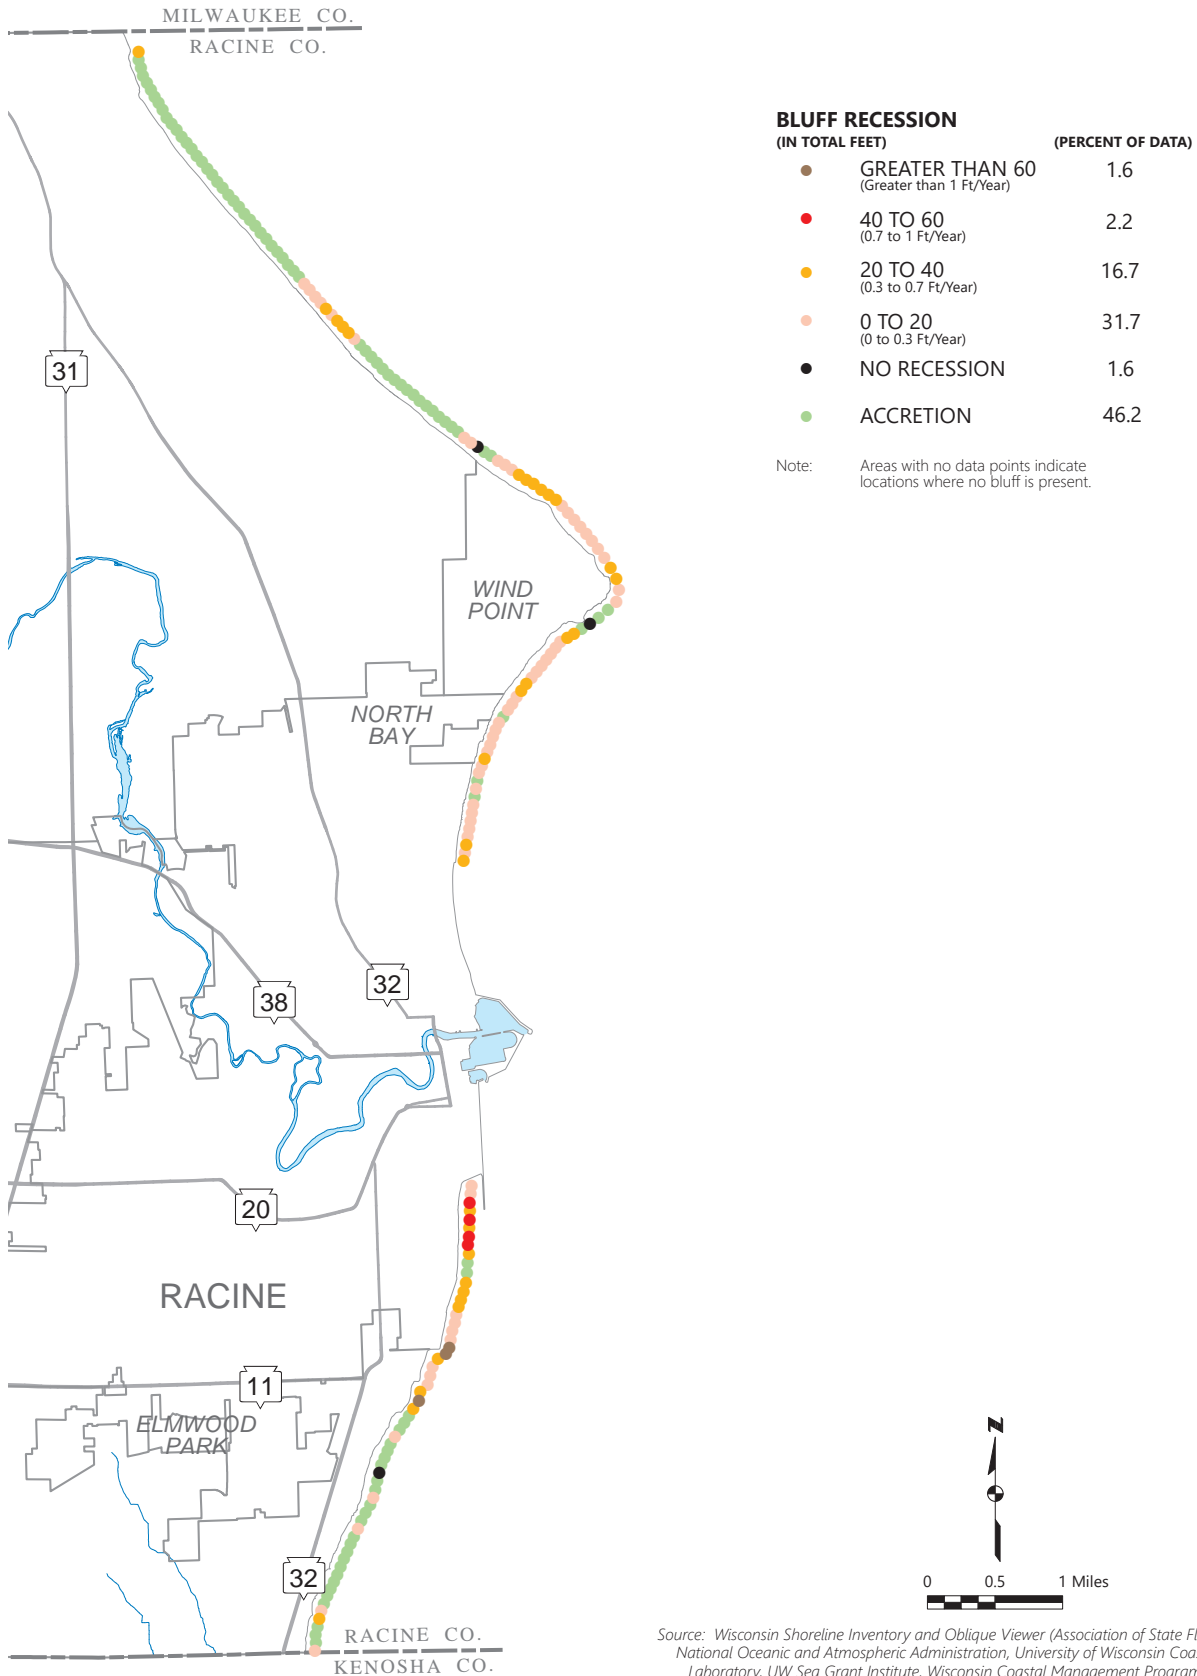 MILWAUKEE CO.
RACINE CO.
BLUFF RECESSION
(IN TOTAL FEET) (PERCENT OF DATA)
GREATER THAN 60 1.6
(Greater than 1 Ft/Year)
40 TO 60 2.2
(0.7 to 1 Ft/Year)
20 TO 40 16.7
(0.3 to 0.7 Ft/Year)
0 TO 20 31.7
(0 to 0.3 Ft/Year)
NO RECESSION 1.6
ACCRETION 46.2
Note: Areas with no data points indicate
locations where no bluff is present.
31
WIND
POINT
NORTH
BAY
32
38
20
RACINE
11
ELMWOOD
PARK
32
N
0 0.5 1 Miles
RACINE CO.
KENOSHA CO.
Source: Wisconsin Shoreline Inventory and Oblique Viewer (Association of State Fl
National Oceanic and Atmospheric Administration, University of Wisconsin Coa
Laboratory, UW Sea Grant Institute, Wisconsin Coastal Management Program